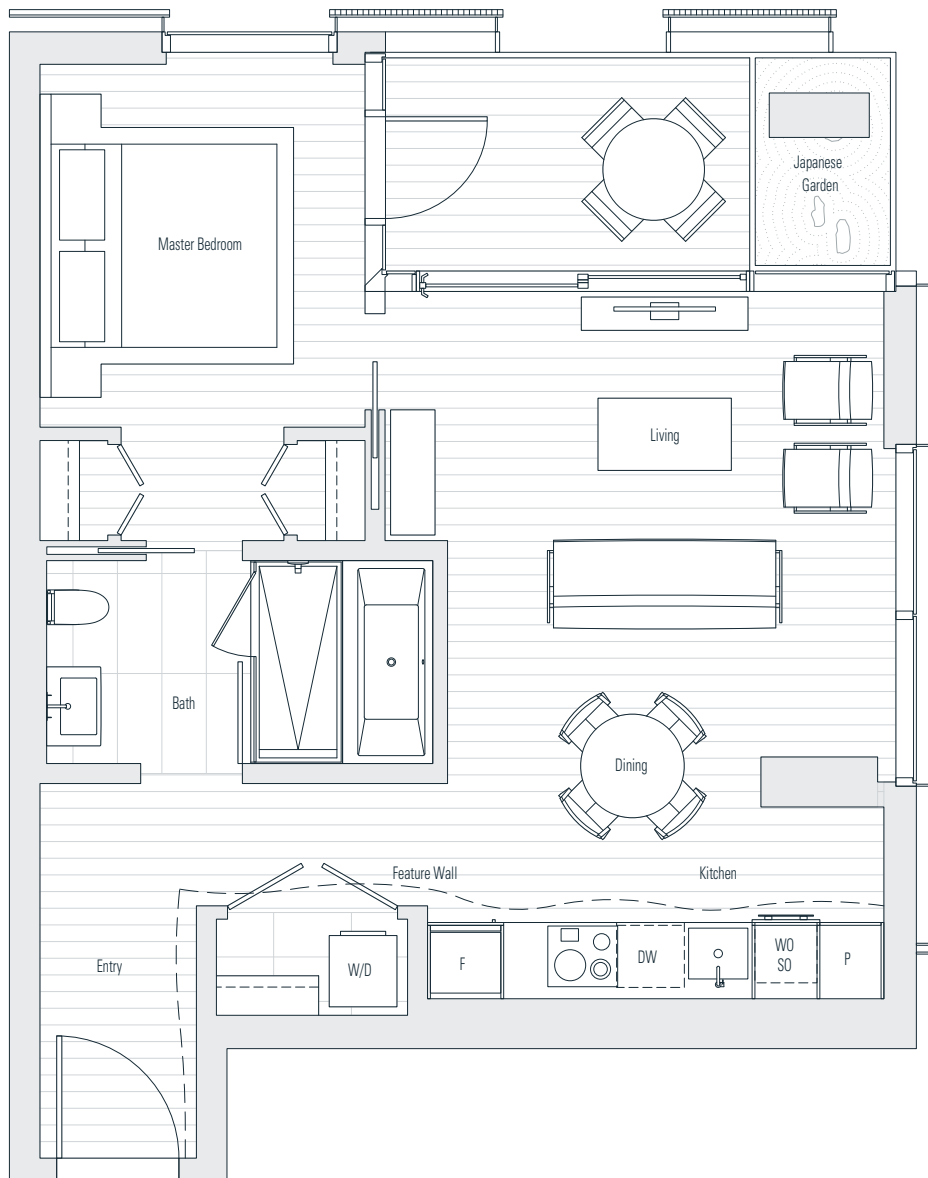 Japanese
Garden
Master Bedroom
Living
Bath
Dining
Feature Wall
Kitchen
Entry
W/D
F
DW
WO
SO
P